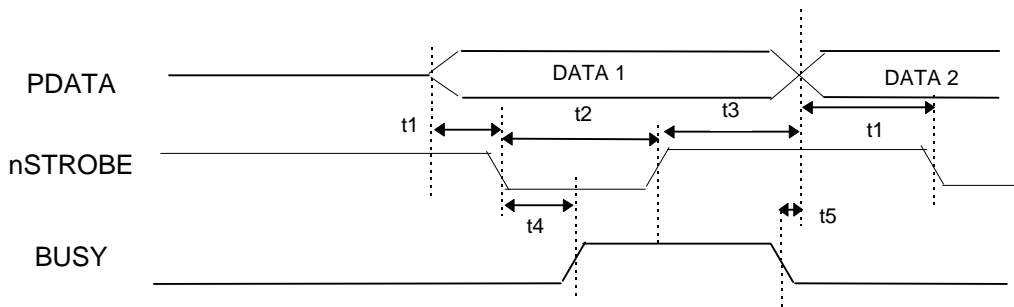 PDATA
DATA 1
DATA 2
t1
t2
t3
t1
nSTROBE
t4
t5
BUSY